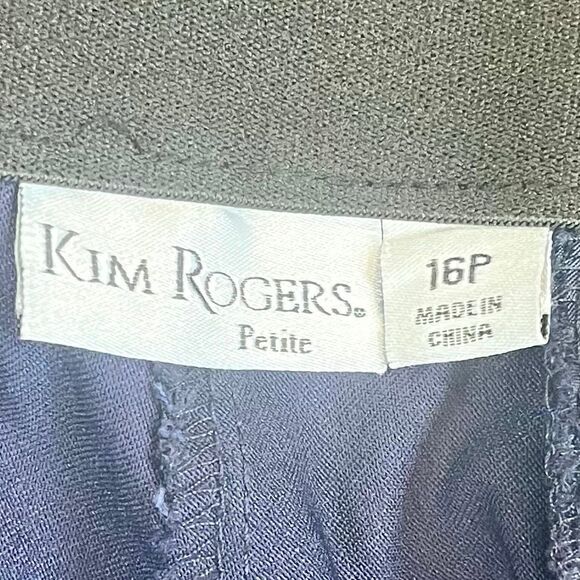 KIM ROGERS®
Petite
16P
MADE IN
CHINA